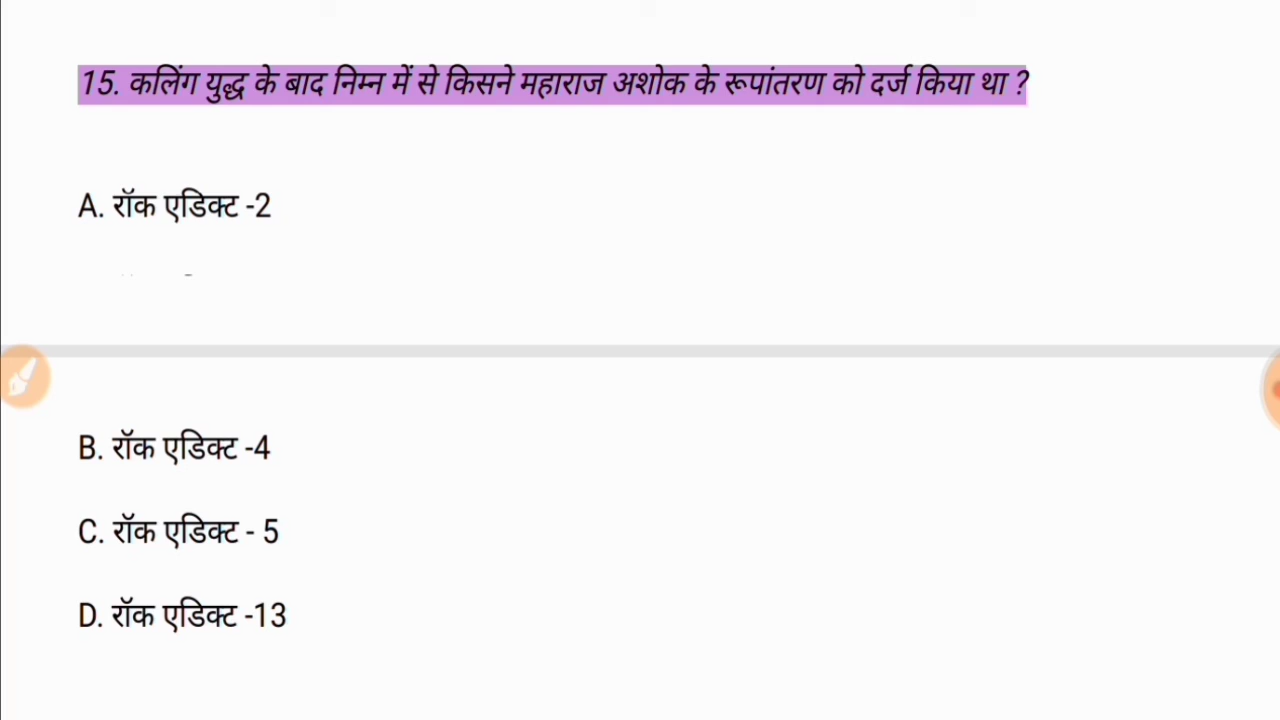 15. कलिंग युद्ध के बाद निम्न में से किसने महाराज अशोक के रूपांतरण को दर्ज किया था ?
A. रॉक एडिक्ट -2
B. रॉक एडिक्ट -4
C. रॉक एडिक्ट - 5
D. रॉक एडिक्ट -13